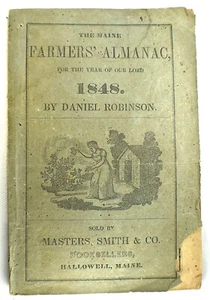 THE MAINE
FARMERS' ALMANAC,
FOR THE YEAR OF OUR LORD
1848.
BY DANIEL ROBINSON.
SOLD BY
MASTERS, SMITH & CO.
BOOKSELLERS,
HALLOWELL, MAINE.